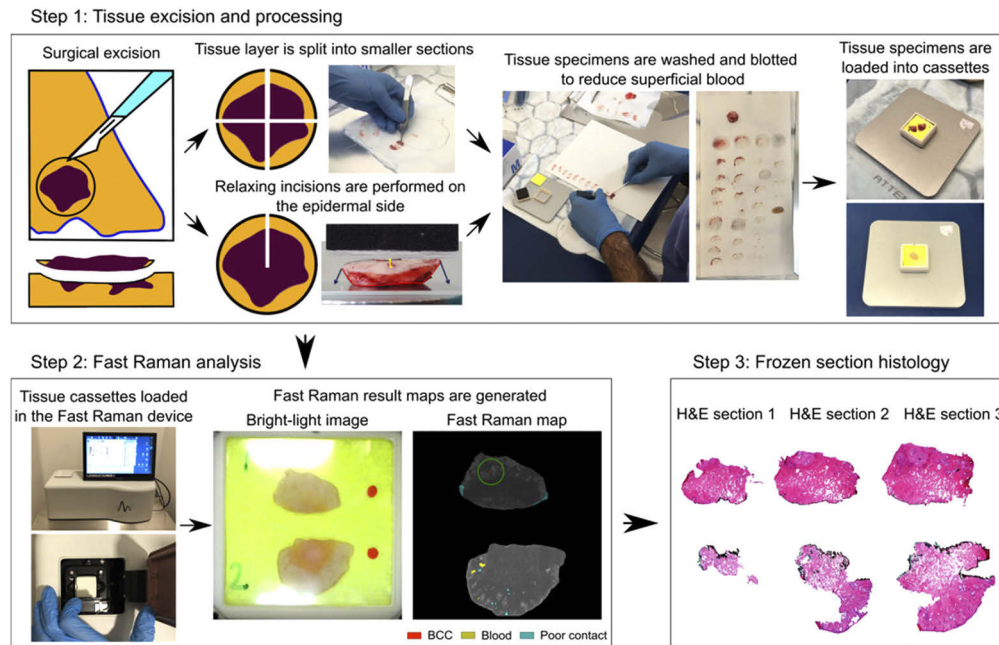 Step 1: Tissue excision and processing
Surgical excision
Tissue layer is split into smaller sections
Relaxing incisions are performed on
the epidermal side
Tissue specimens are washed and blotted
to reduce superficial blood
Tissue specimens are
loaded into cassettes
ATTE
Step 2: Fast Raman analysis
Tissue cassettes loaded
in the Fast Raman device
Fast Raman result maps are generated
Bright-light image
Fast Raman map
1
2
BCC
Blood
Poor contact
Step 3: Frozen section histology
H&E section 1
H&E section 2
H&E section 3